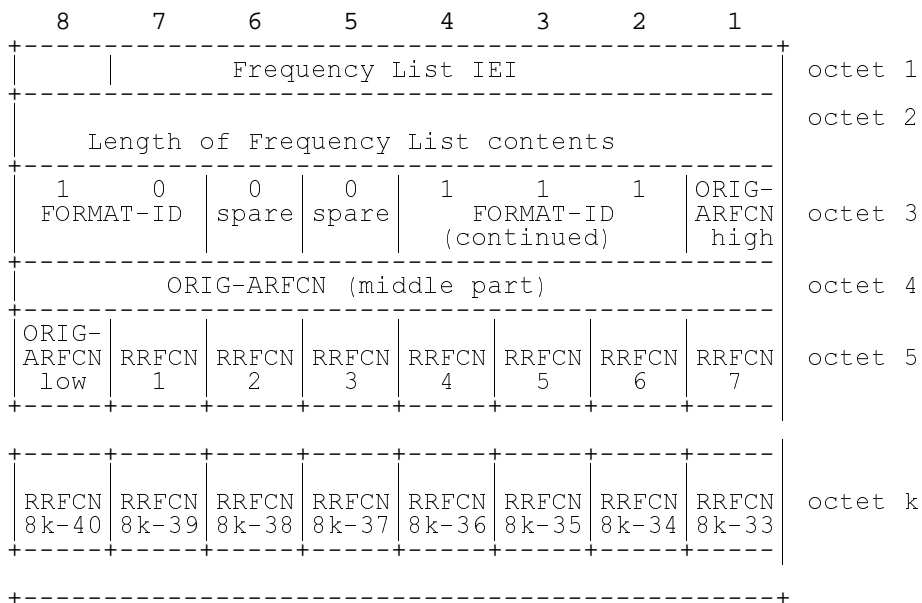 8 7 6 5 4 3 2 1
Frequency List IEI octet 1
octet 2
Length of Frequency List contents
1 0 0 0 1 1 1 ORIG-
FORMAT-ID spare spare FORMAT-ID ARFCN octet 3
(continued) high
ORIG-ARFCN (middle part) octet 4
ORIG-
ARFCN RRFCN RRFCN RRFCN RRFCN RRFCN RRFCN RRFCN octet 5
low 1 2 3 4 5 6 7
RRFCN RRFCN RRFCN RRFCN RRFCN RRFCN RRFCN RRFCN octet k
8k-40 8k-39 8k-38 8k-37 8k-36 8k-35 8k-34 8k-33